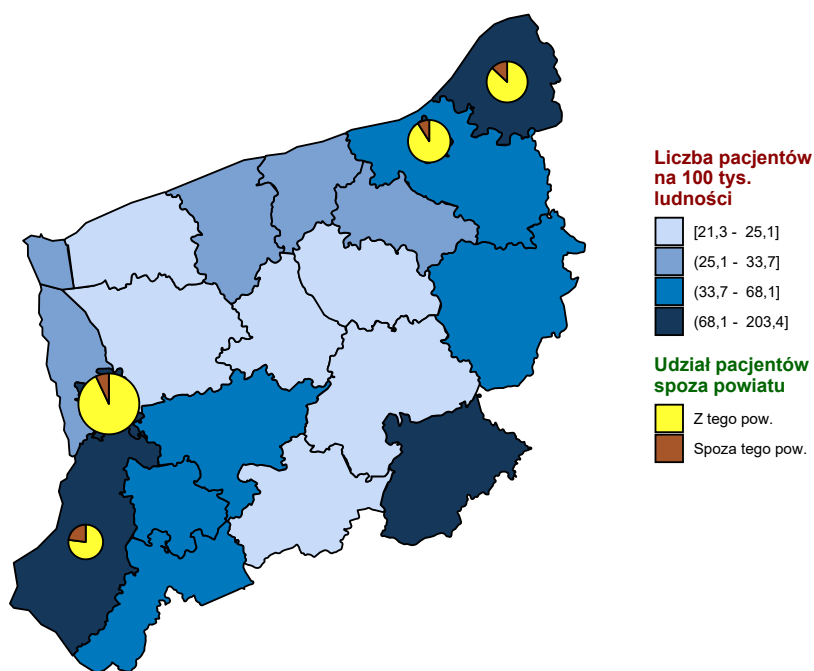 Liczba pacjentów
na 100 tys.
ludności
[21,3 - 25,1]
(25,1 - 33,7]
(33,7 - 68,1]
(68,1 - 203,4]
Udział pacjentów
spoza powiatu
Z tego pow.
Spoza tego pow.